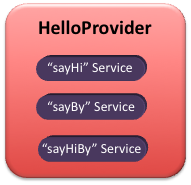 HelloProvider
“sayHi” Service
“sayBy” Service
“sayHiBy” Service